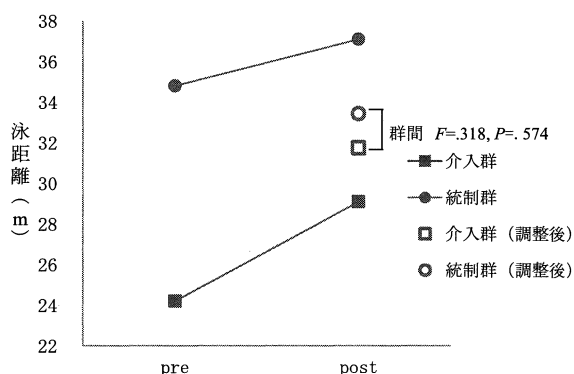 38
36
34
32
30
28
26
24
22
泳距離（m）
群間 F=.318, P=. 574
介入群
統制群
介入群（調整後）
統制群（調整後）
pre
post